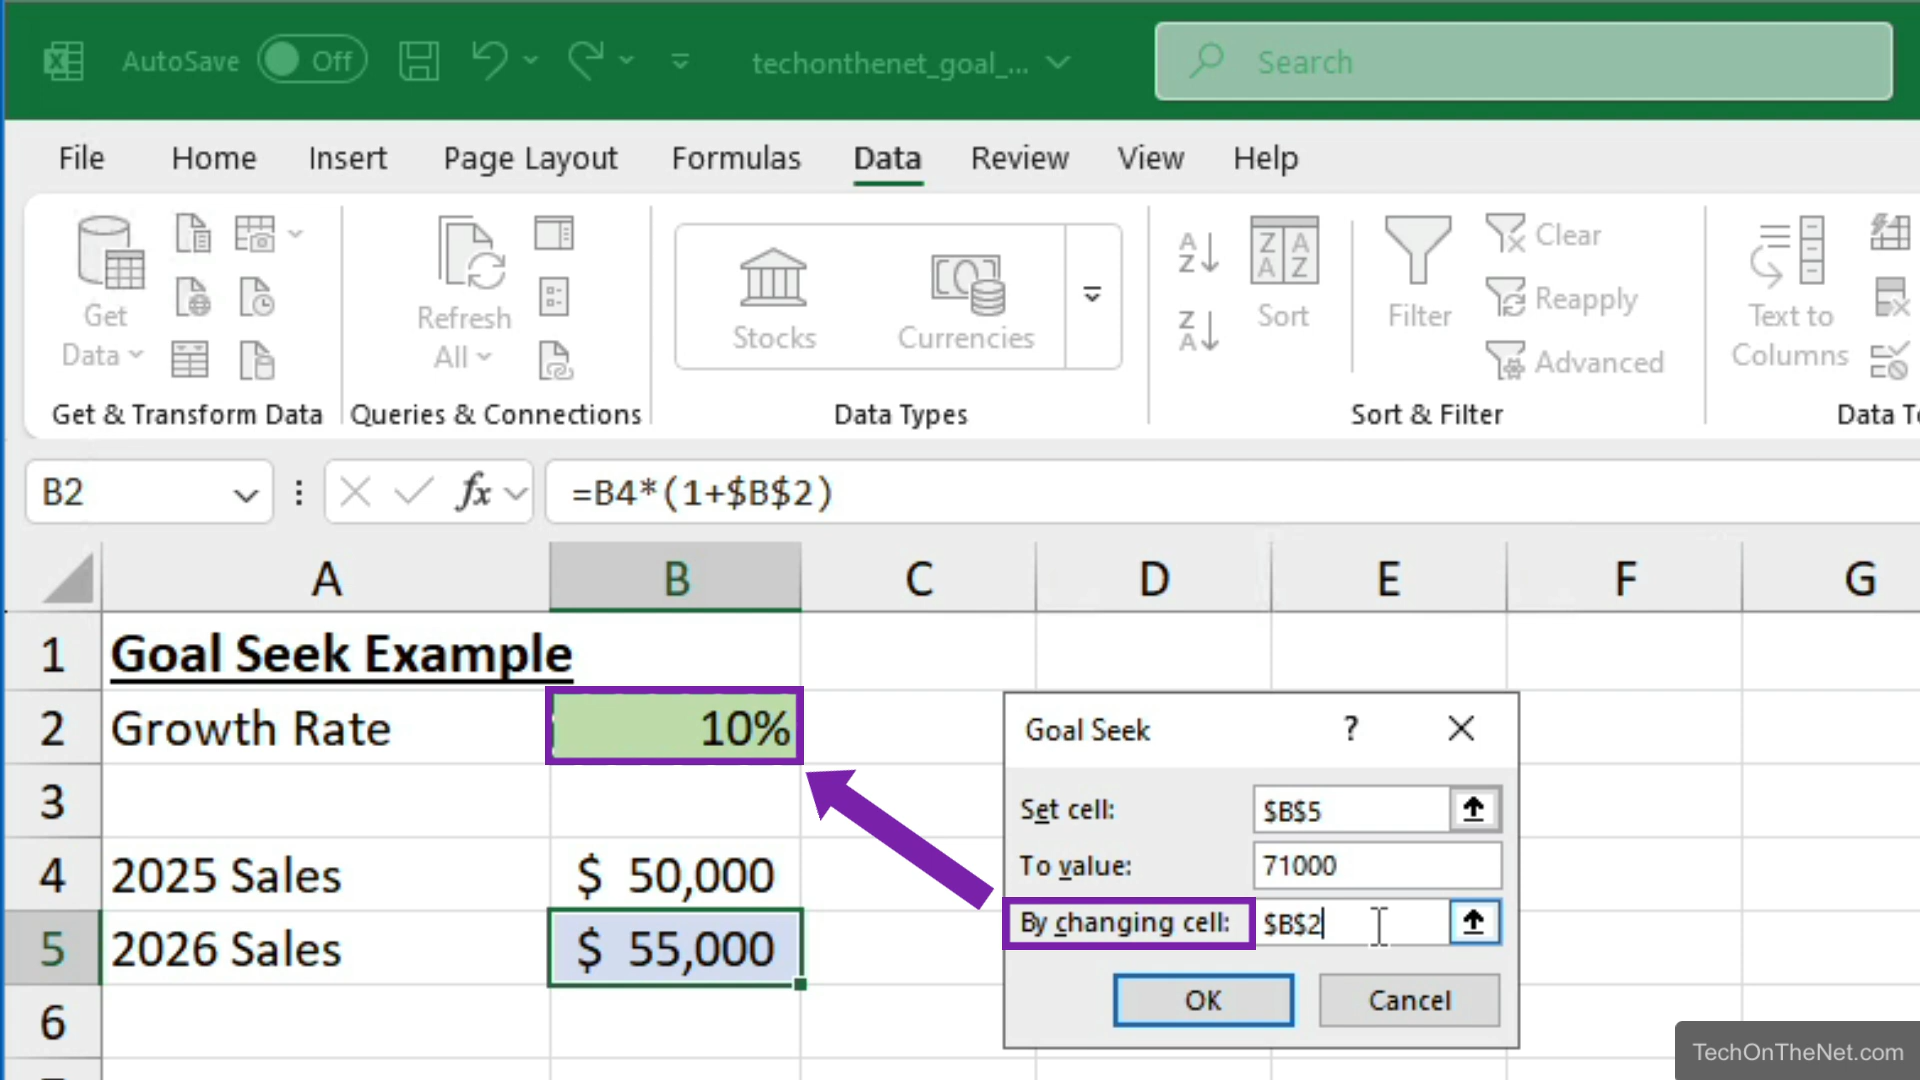 AutoSave Off techonthenet_goal_... Search
File Home Insert Page Layout Formulas Data Review View Help
Get Data
Refresh All
Stocks Currencies
Sort
Filter
Clear
Reapply
Advanced
Text to Columns
Get & Transform Data Queries & Connections Data Types Sort & Filter Data To
B2 fx =B4*(1+$B$2)
A B C D E F G
1 Goal Seek Example
2 Growth Rate 10%
3
4 2025 Sales $ 50,000
5 2026 Sales $ 55,000
6
Goal Seek ?
Set cell: $B$5
To value: 71000
By changing cell: $B$2
OK Cancel
TechOnTheNet.com